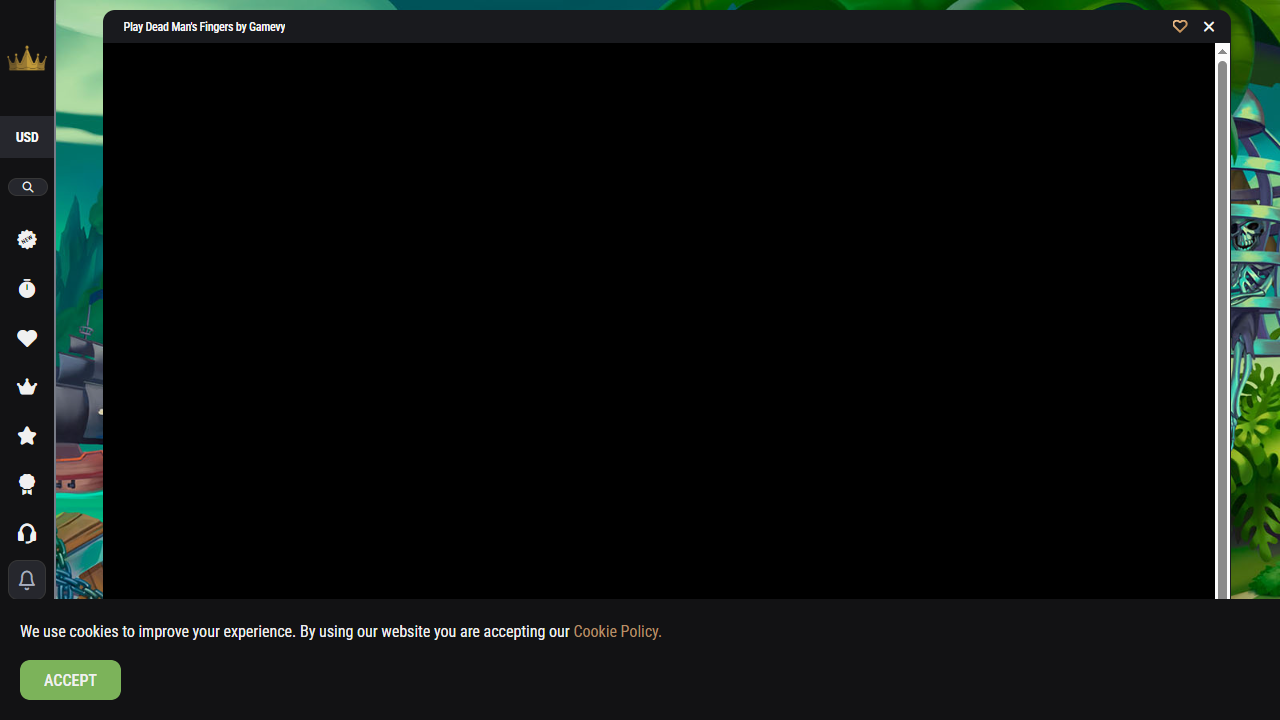 Play Dead Man's Fingers by Gamevy
USD
NEW
We use cookies to improve your experience. By using our website you are accepting our Cookie Policy.
ACCEPT